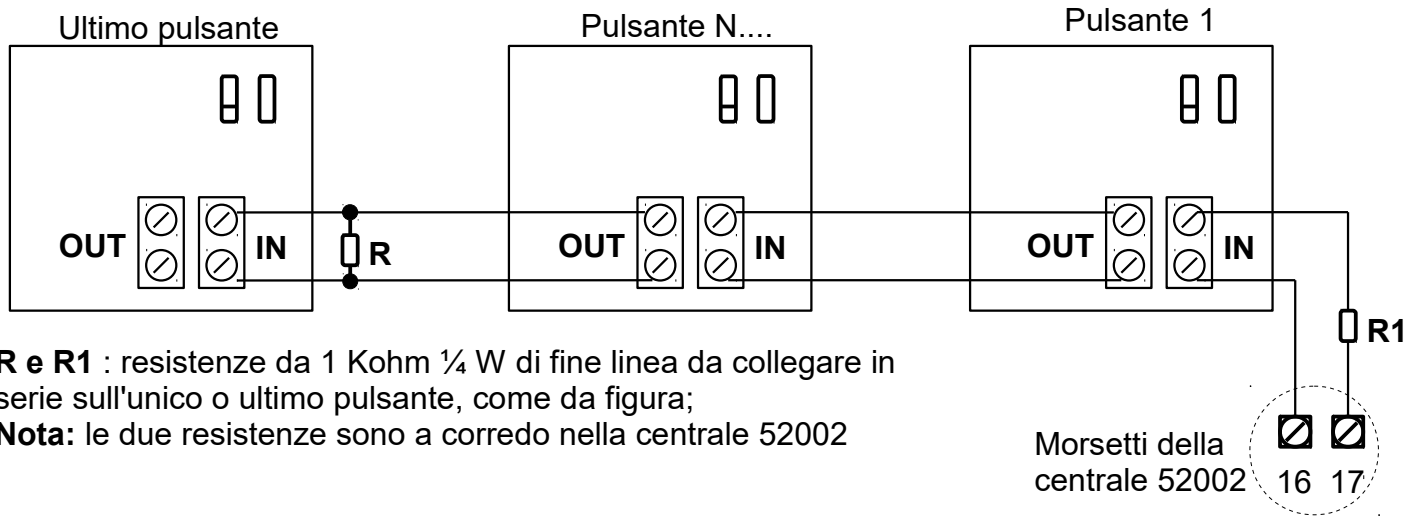 Ultimo pulsante
Pulsante N....
Pulsante 1
OUT
IN
R
OUT
IN
OUT
IN
R1
R e R1 : resistenze da 1 Kohm ¼ W di fine linea da collegare in
serie sull'unico o ultimo pulsante, come da figura;
Nota: le due resistenze sono a corredo nella centrale 52002
Morsetti della
centrale 52002
16 17